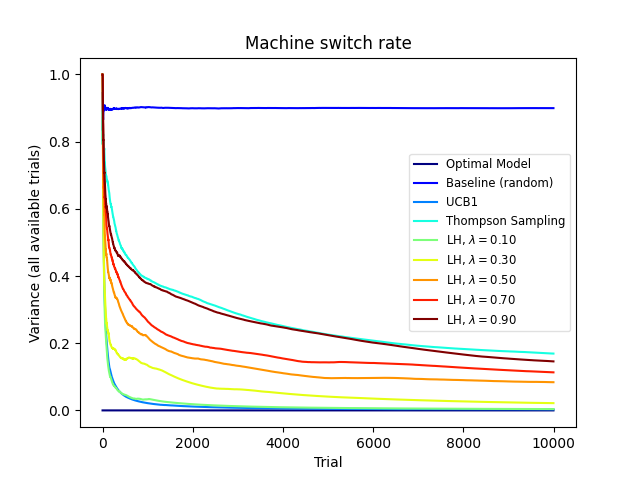 Machine switch rate
Variance (all available trials)
1.0
0.8
0.6
0.4
0.2
0.0
Optimal Model
Baseline (random)
UCB1
Thompson Sampling
LH, λ = 0.10
LH, λ = 0.30
LH, λ = 0.50
LH, λ = 0.70
LH, λ = 0.90
0 2000 4000 6000 8000 10000
Trial